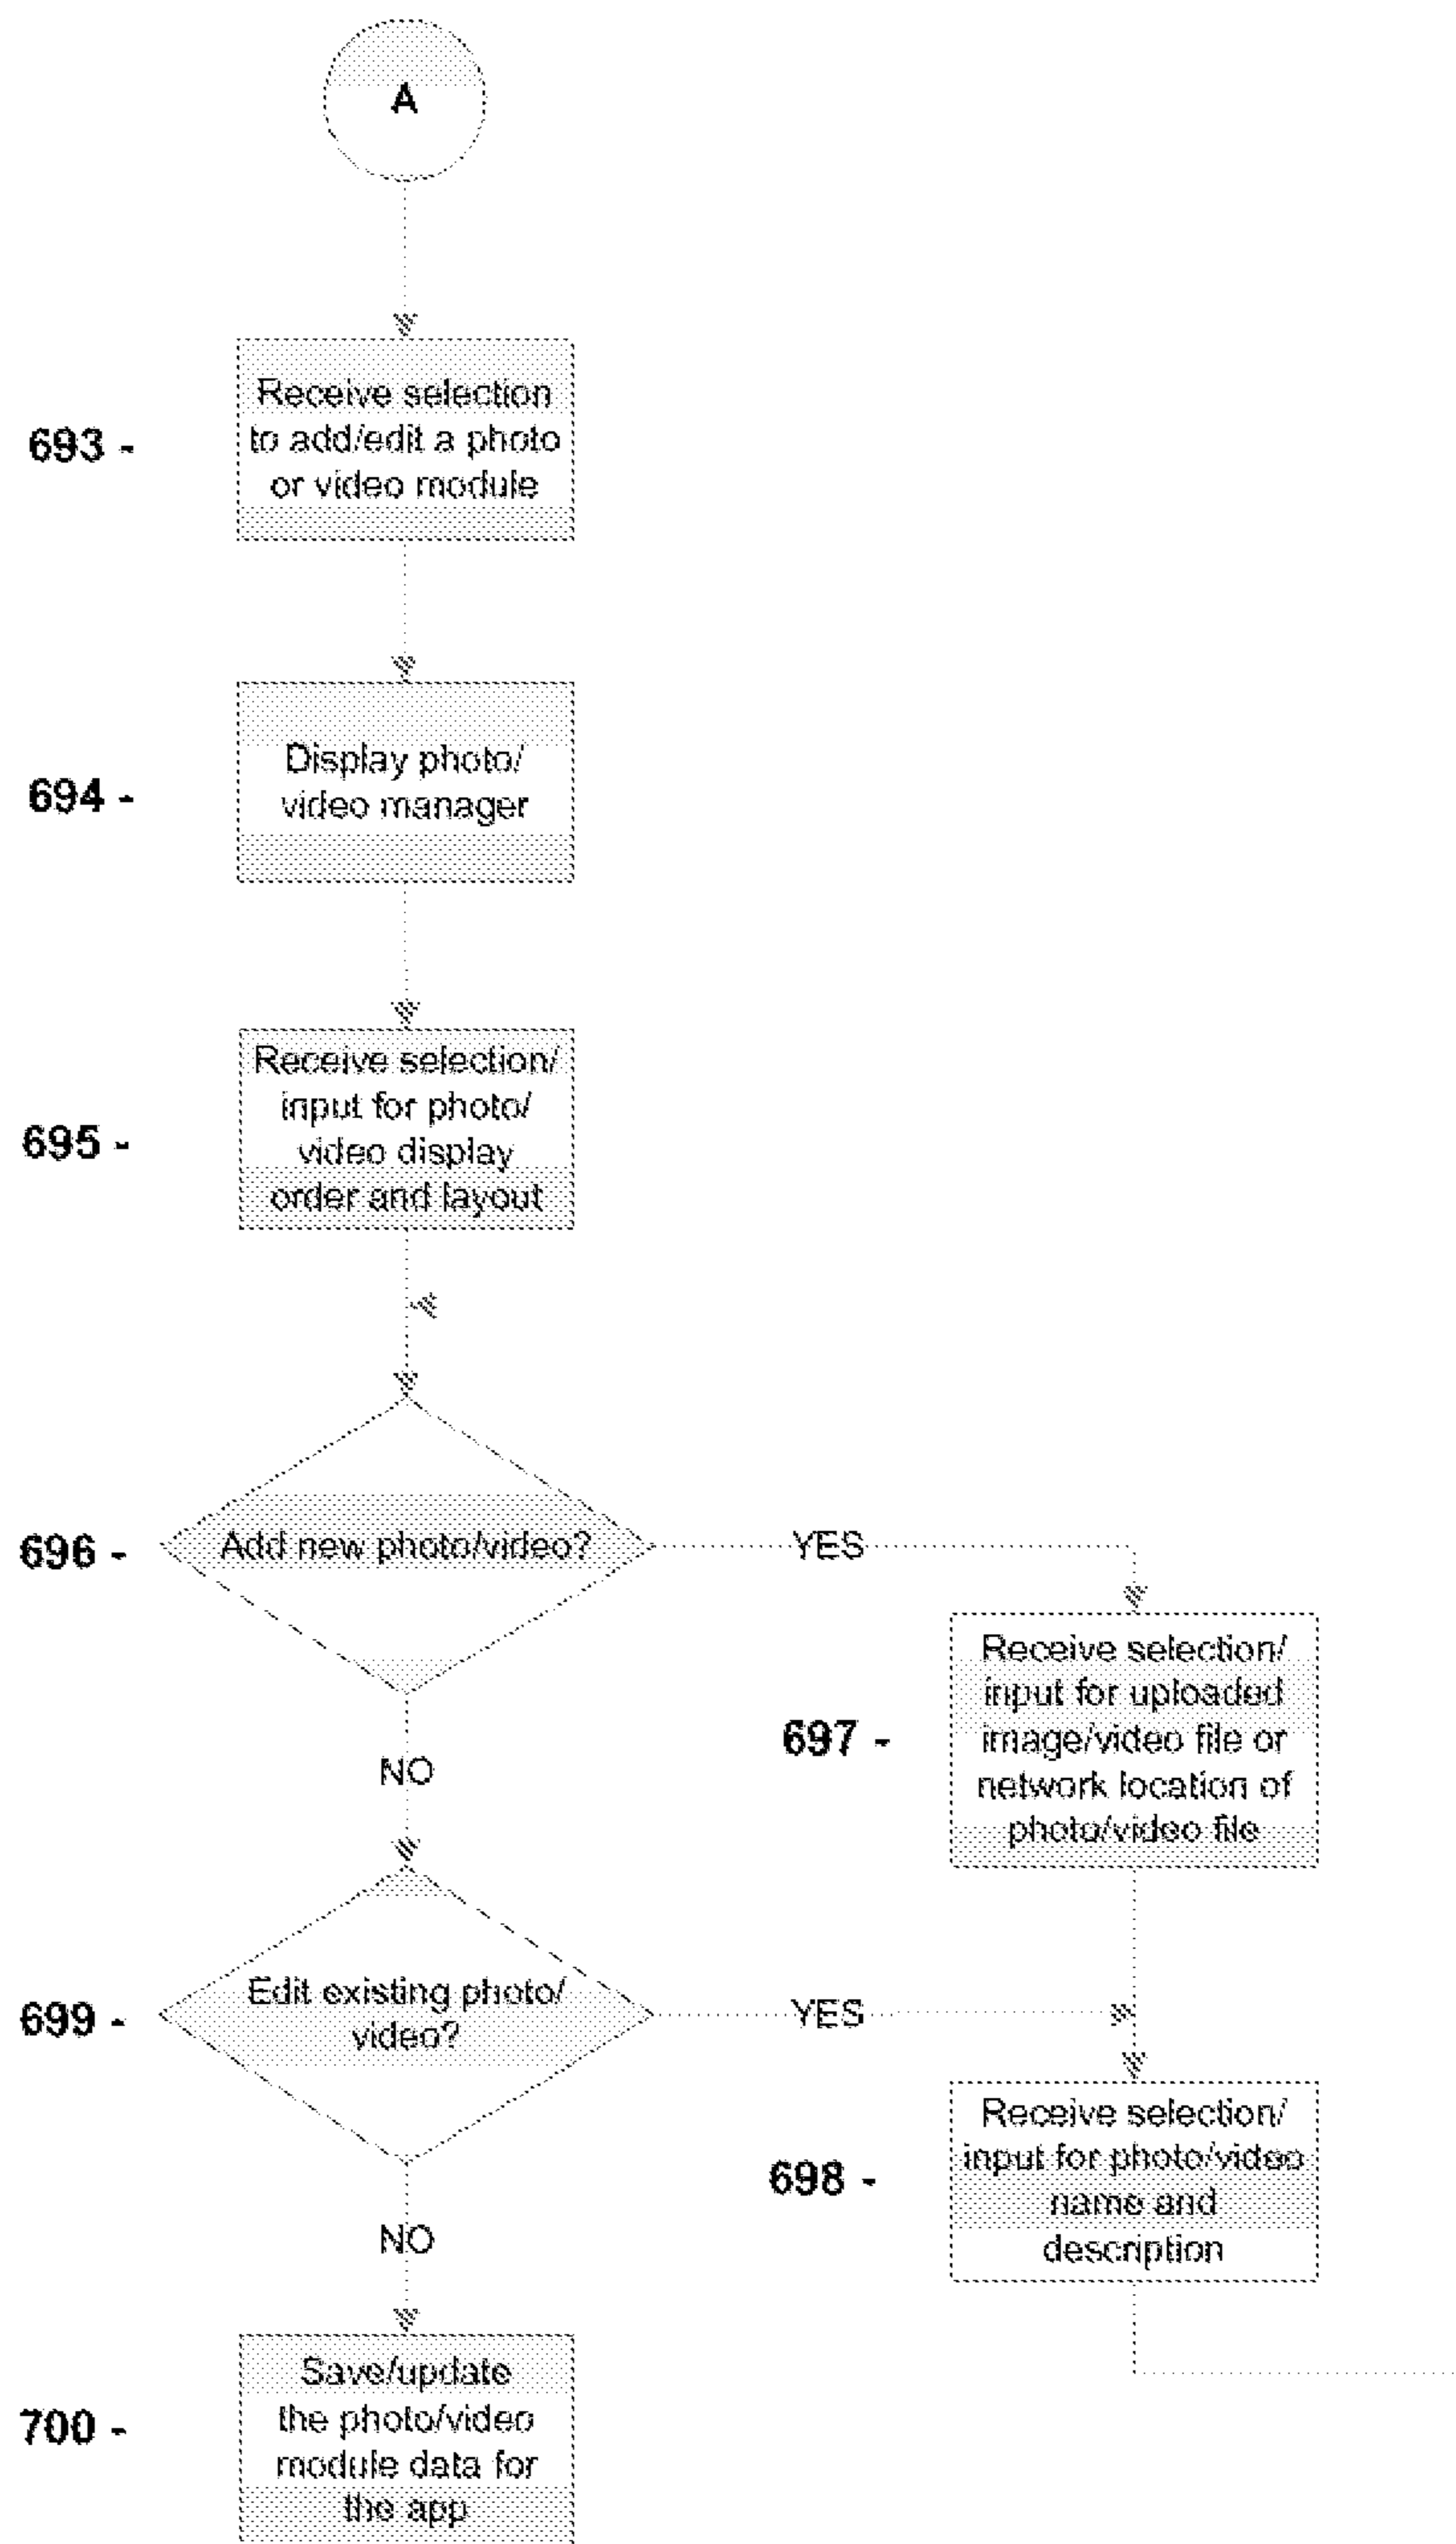 A
693 -
Receive selection
to add/edit a photo
or video module
694 -
Display photo/
video manager
695 -
Receive selection/
input for photo/
video display
order and layout
696 -
Add new photo/video?
YES
697 -
Receive selection/
input for uploaded
image/video file or
network location of
photo/video file
NO
699 -
Edit existing photo/
video?
YES
698 -
Receive selection/
input for photo/video
name and
description
NO
700 -
Save/update
the photo/video
module data for
the app